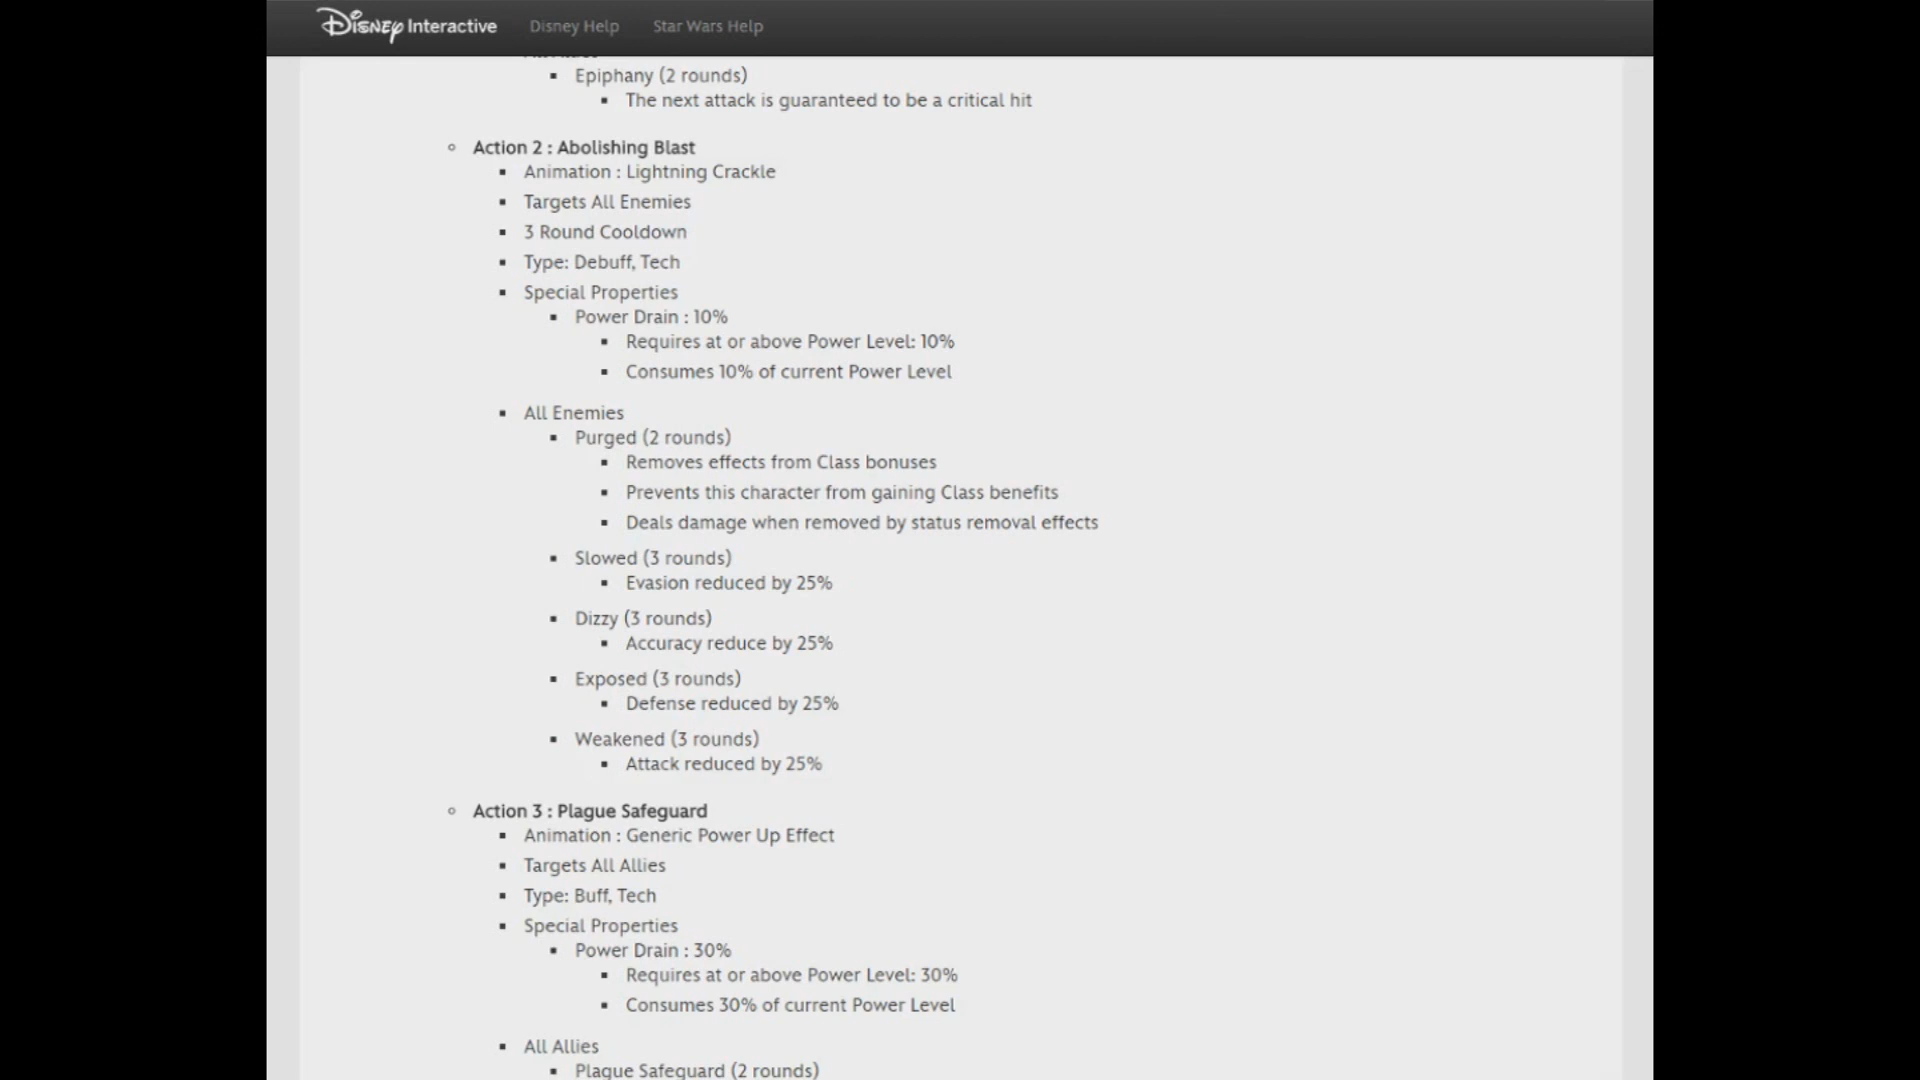 Disney Interactive Disney Help Star Wars Help
Epiphany (2 rounds)
The next attack is guaranteed to be a critical hit
Action 2 : Abolishing Blast
Animation : Lightning Crackle
Targets All Enemies
3 Round Cooldown
Type: Debuff, Tech
Special Properties
Power Drain : 10%
Requires at or above Power Level: 10%
Consumes 10% of current Power Level
All Enemies
Purged (2 rounds)
Removes effects from Class bonuses
Prevents this character from gaining Class benefits
Deals damage when removed by status removal effects
Slowed (3 rounds)
Evasion reduced by 25%
Dizzy (3 rounds)
Accuracy reduce by 25%
Exposed (3 rounds)
Defense reduced by 25%
Weakened (3 rounds)
Attack reduced by 25%
Action 3 : Plague Safeguard
Animation : Generic Power Up Effect
Targets All Allies
Type: Buff, Tech
Special Properties
Power Drain : 30%
Requires at or above Power Level: 30%
Consumes 30% of current Power Level
All Allies
Plague Safeguard (2 rounds)